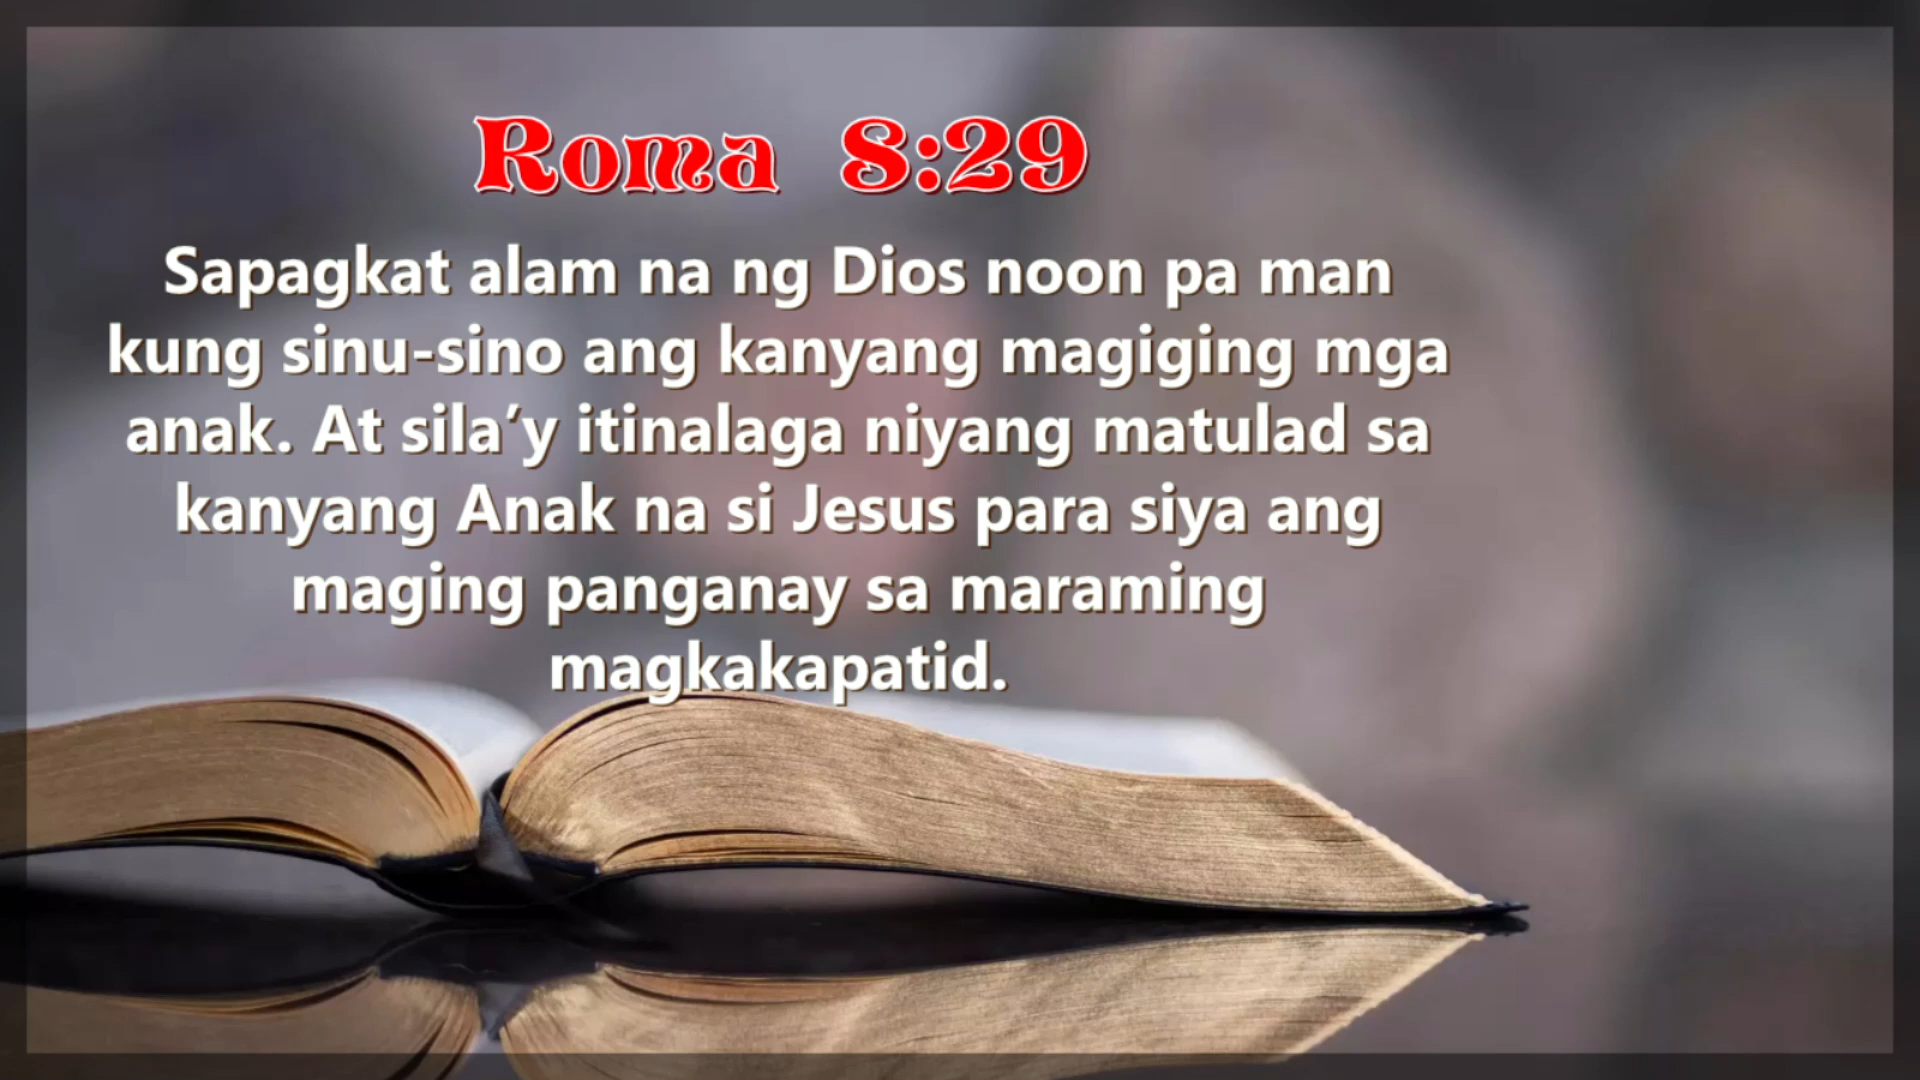 Roma 8:29
Sapagkat alam na ng Dios noon pa man
kung sinu-sino ang kanyang magiging mga
anak. At sila’y itinalaga niyang matulad sa
kanyang Anak na si Jesus para siya ang
maging panganay sa maraming
magkakapatid.